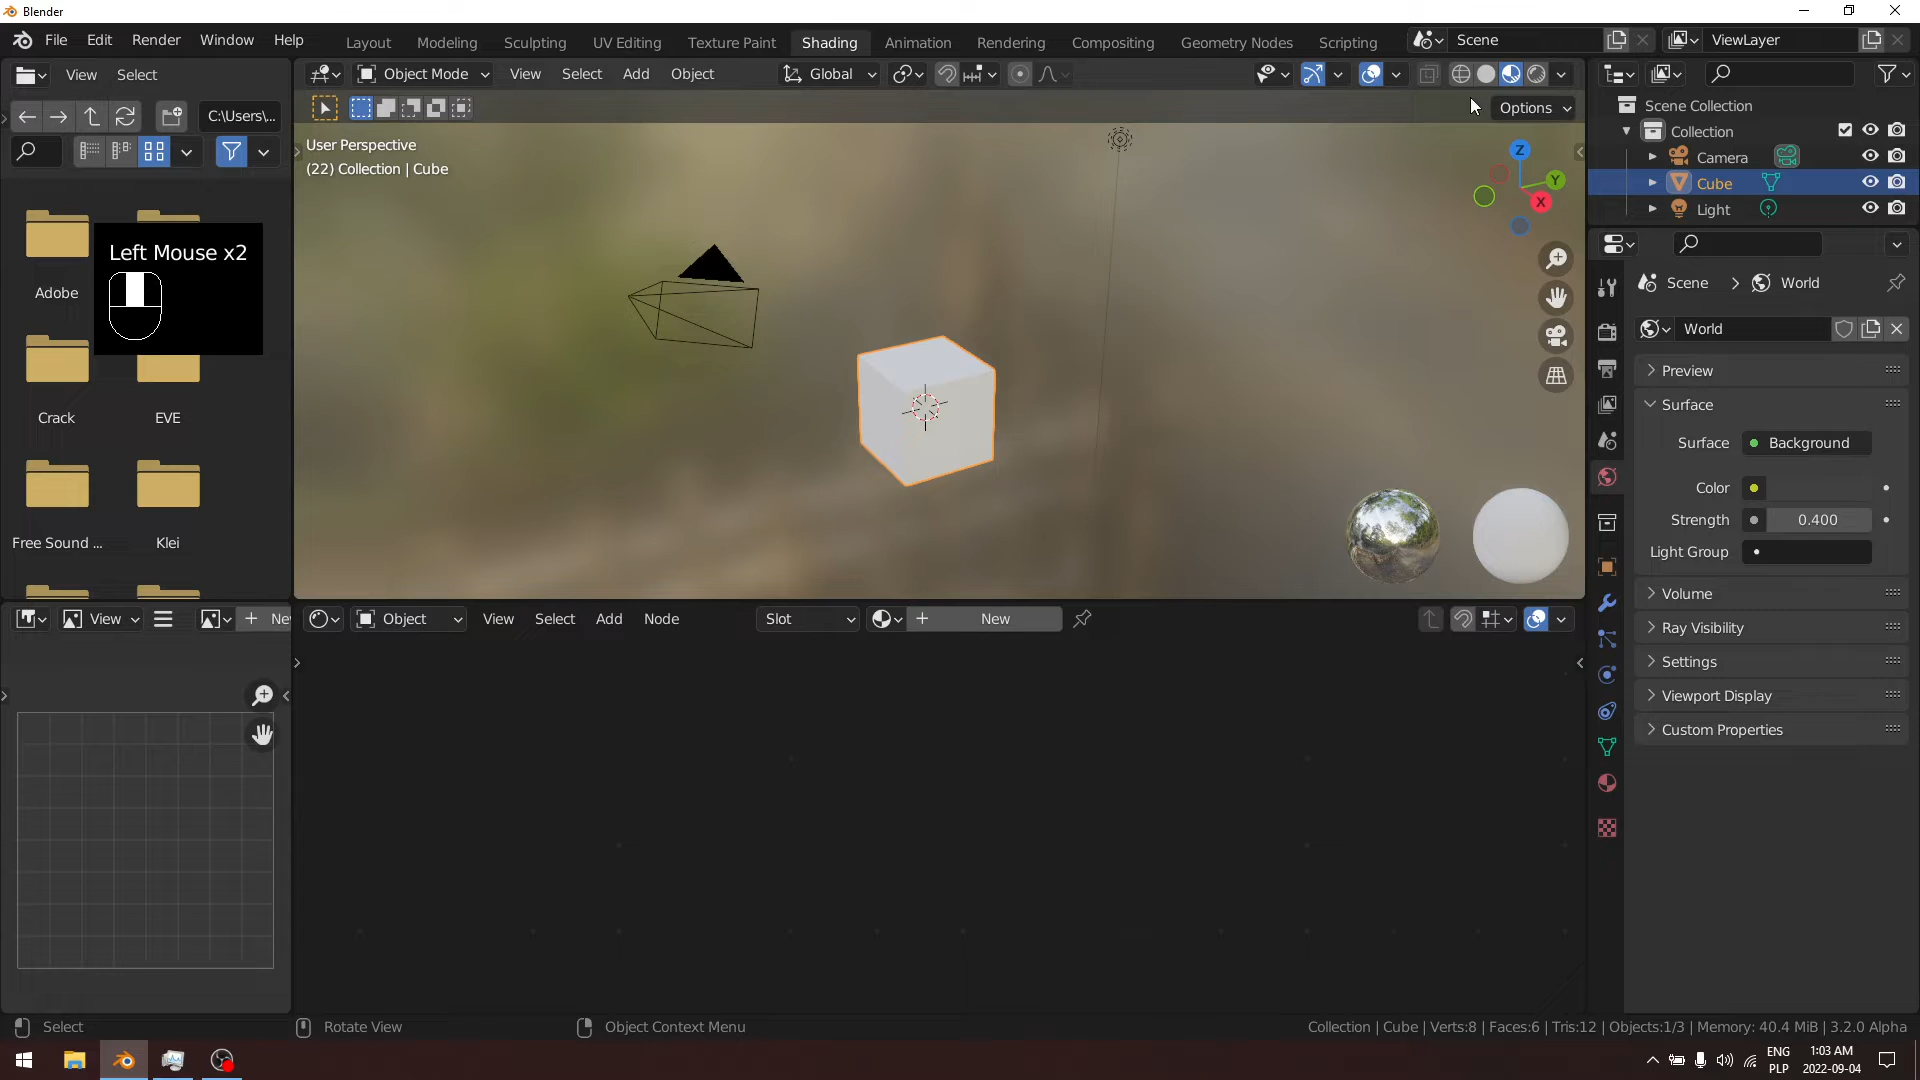 Blender
File Edit Render Window Help
Layout Modeling Sculpting UV Editing Texture Paint Shading Animation Rendering Compositing Geometry Nodes Scripting
Scene
ViewLayer
View Select
Object Mode View Select Add Object
Global
C:\Users\...
Options
User Perspective
(22) Collection | Cube
Z
Y
X
Scene Collection
Collection
Camera
Cube
Light
Left Mouse x2
Adobe
Crack
EVE
Free Sound ...
Klei
Scene > World
World
Preview
Surface
Surface Background
Color
Strength 0.400
Light Group
Volume
Ray Visibility
Settings
Viewport Display
Custom Properties
View
+ Ne
Object View Select Add Node
Slot
+ New
Select
Rotate View
Object Context Menu
Collection | Cube | Verts:8 | Faces:6 | Tris:12 | Objects:1/3 | Memory: 40.4 MiB | 3.2.0 Alpha
ENG
PLP
1:03 AM
2022-09-04